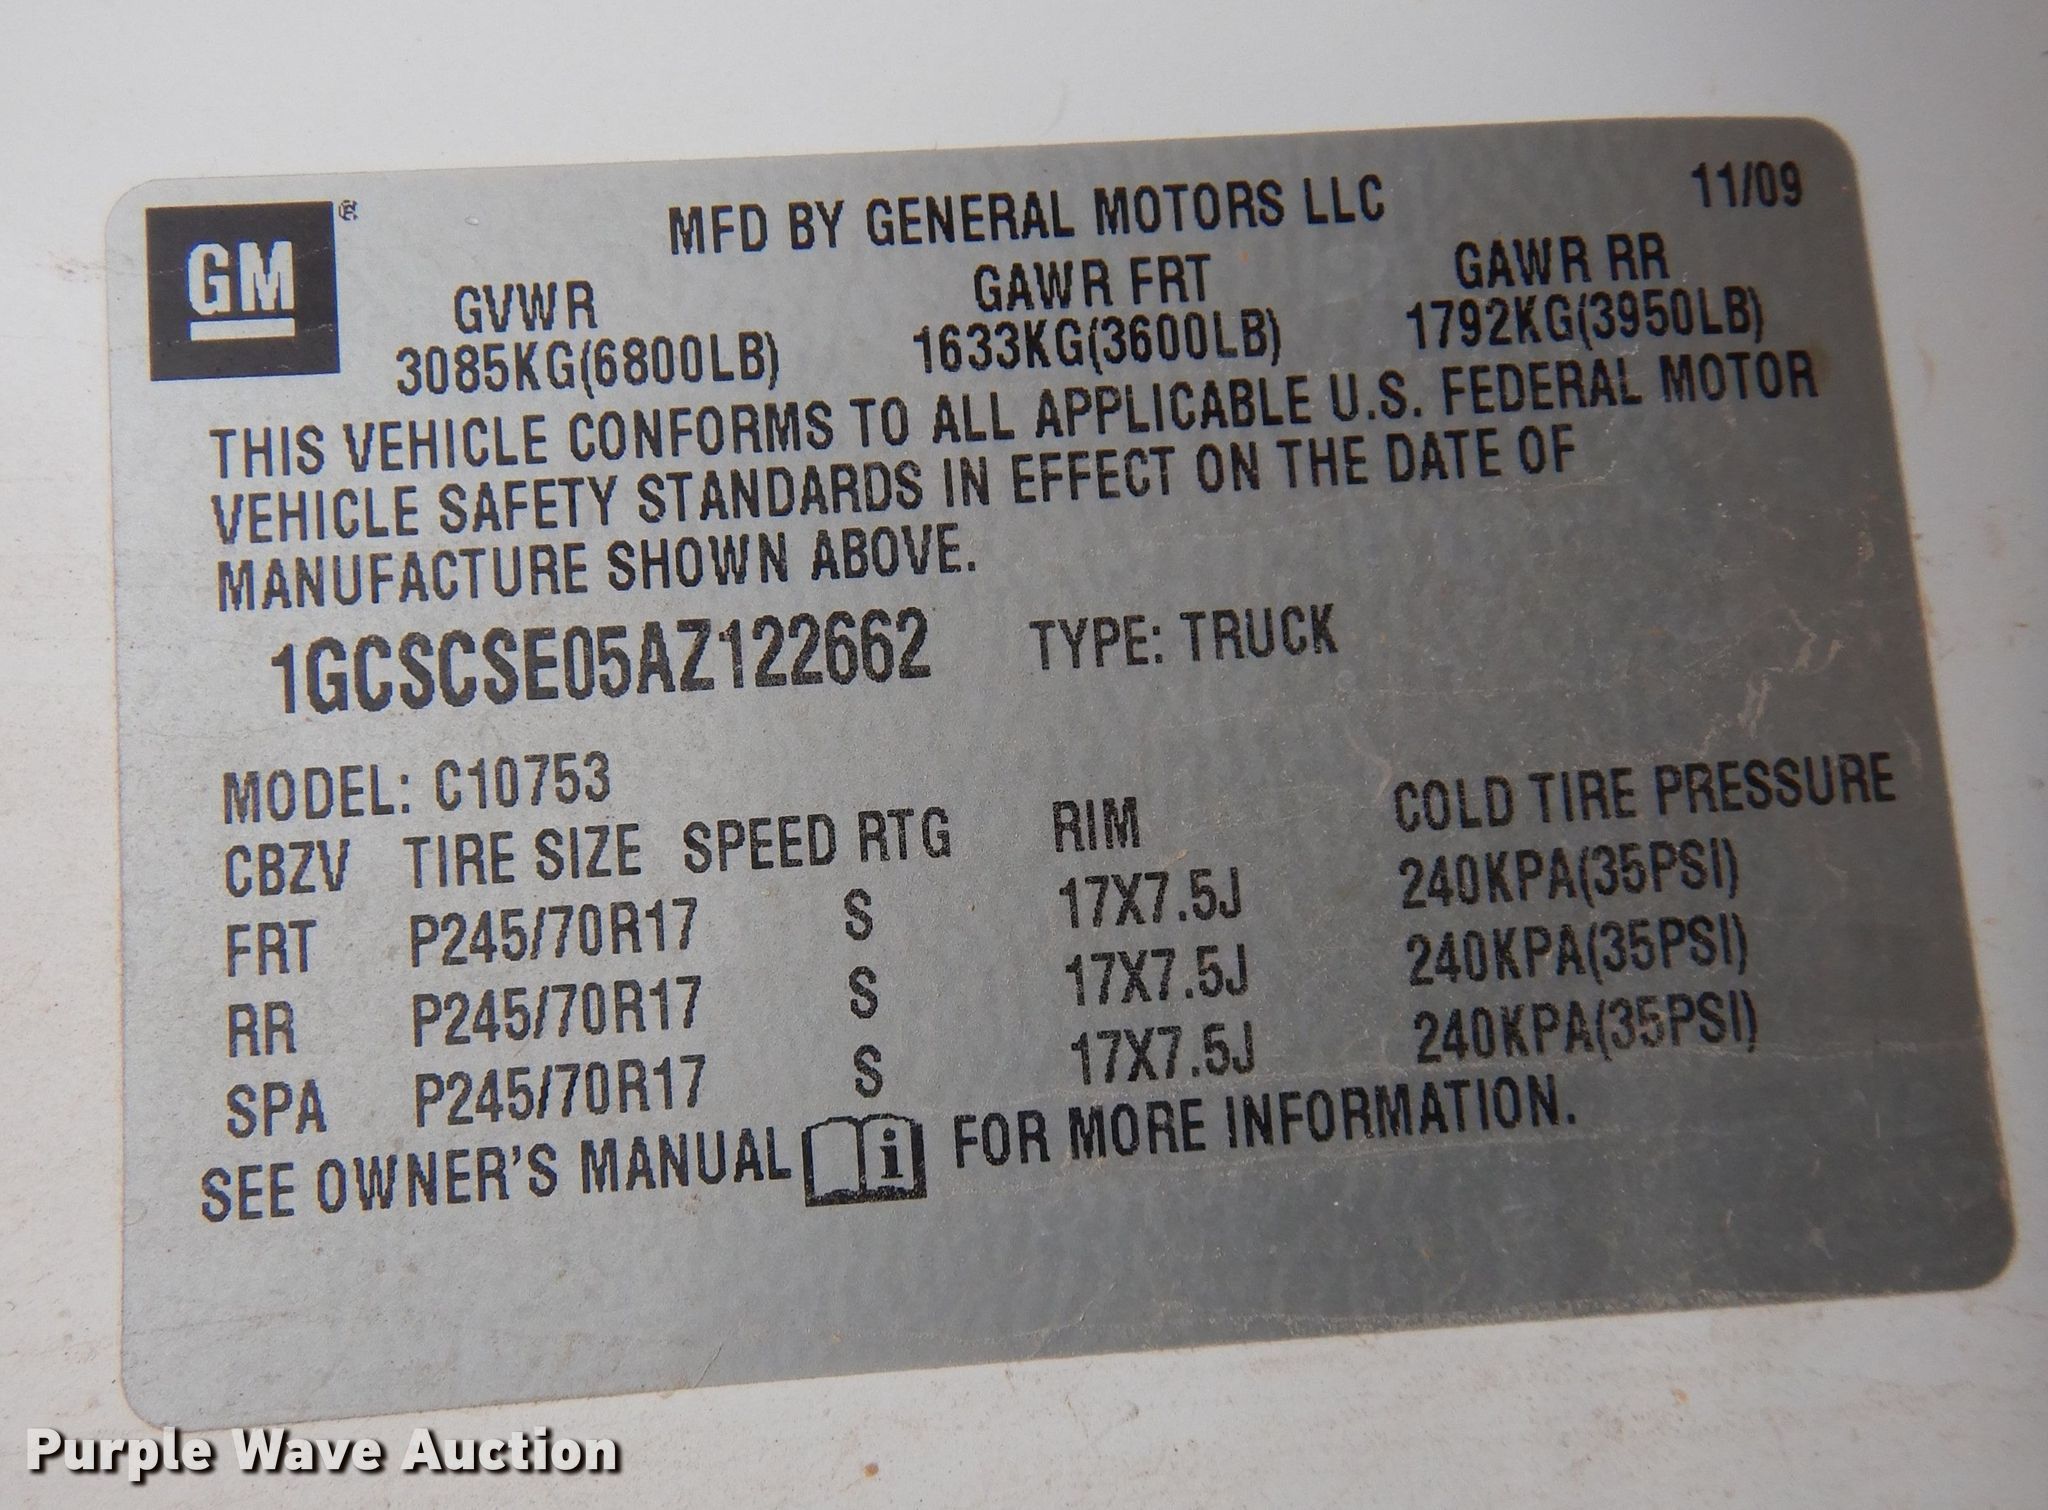 GM®
MFD BY GENERAL MOTORS LLC 11/09
GVWR GAWR FRT GAWR RR
3085KG(6800LB) 1633KG(3600LB) 1792KG(3950LB)
THIS VEHICLE CONFORMS TO ALL APPLICABLE U.S. FEDERAL MOTOR
VEHICLE SAFETY STANDARDS IN EFFECT ON THE DATE OF
MANUFACTURE SHOWN ABOVE.
1GCSCSE05AZ122662 TYPE: TRUCK
MODEL: C10753
CBZV TIRE SIZE SPEED RTG RIM COLD TIRE PRESSURE
FRT P245/70R17 S 17X7.5J 240KPA(35PSI)
RR P245/70R17 S 17X7.5J 240KPA(35PSI)
SPA P245/70R17 S 17X7.5J 240KPA(35PSI)
SEE OWNER'S MANUAL i FOR MORE INFORMATION.
Purple Wave Auction